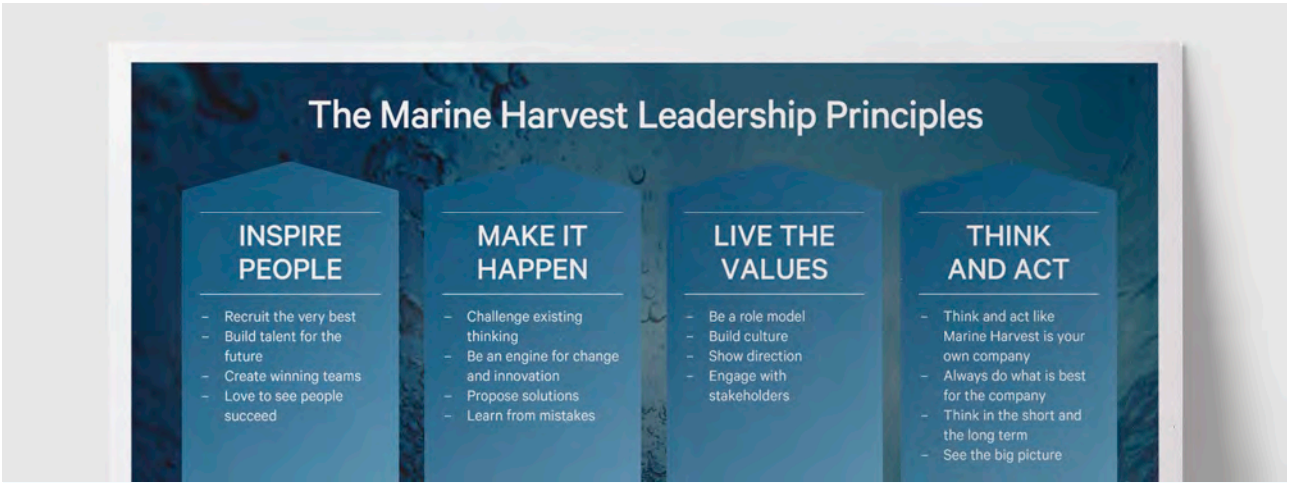 The Marine Harvest Leadership Principles
INSPIRE
PEOPLE
– Recruit the very best
– Build talent for the
future
– Create winning teams
– Love to see people
succeed
MAKE IT
HAPPEN
– Challenge existing
thinking
– Be an engine for change
and innovation
– Propose solutions
– Learn from mistakes
LIVE THE
VALUES
– Be a role model
– Build culture
– Show direction
– Engage with
stakeholders
THINK
AND ACT
– Think and act like
Marine Harvest is your
own company
– Always do what is best
for the company
– Think in the short and
the long term
– See the big picture